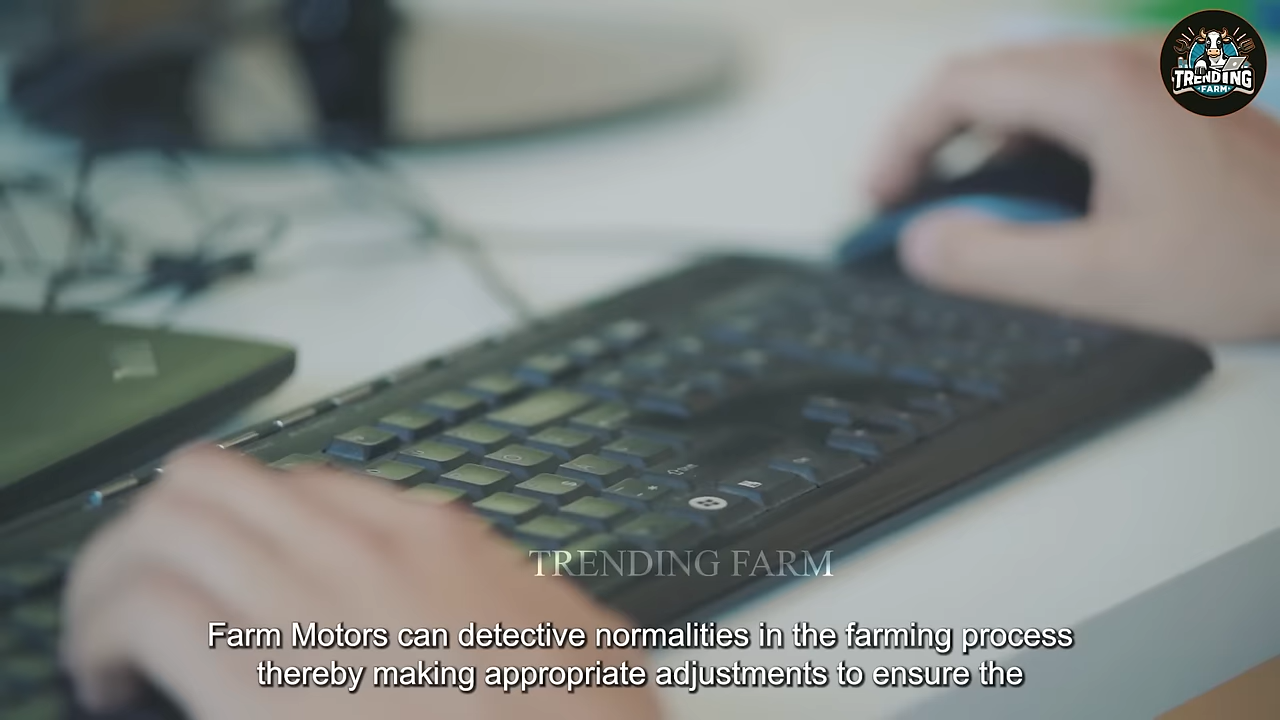 TRENDING
FARM
TRENDING FARM
Farm Motors can detective normalities in the farming process
thereby making appropriate adjustments to ensure the